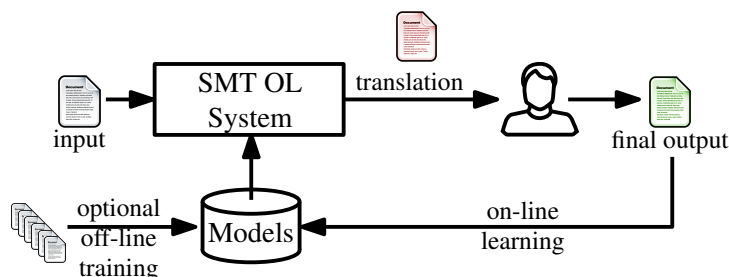 translation
SMT OL
System
input
final output
optional
off-line
training
Models
on-line
learning